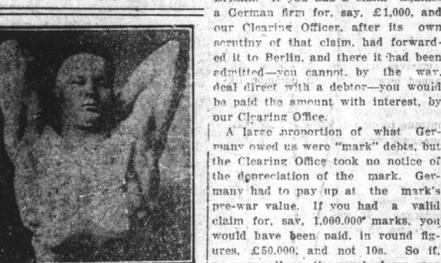 a German firm for, say, £1,000, and
our Clearing Officer, after its own
scrutiny of that claim, had forward-
ed it to Berlin, and there it had been
admitted—you cannot, by the way,
deal direct with a debtor—you would
be paid the amount with interest, by
our Clearing Office.
A large proportion of what Ger-
many owed us were "mark" debts, but
the Clearing Office took no notice of
the depreciation of the mark. Ger-
many had to pay up at the mark's
pre-war value. If you had a valid
claim for, say, 1,000,000 marks, you
would have been paid, in round fig-
ures, £50,000, and not 10s. So if,